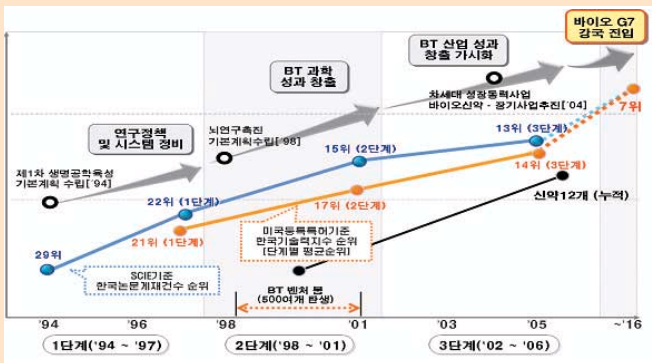 바이오 G7
강국 진입
BT 산업 성과
창출 가시화
BT 과학
성과 창출
차세대 성장동력사업
바이오신약 - 장기사업추진['04]
7위
연구정책
및 시스템 정비
뇌연구촉진
기본계획수립['98]
13위 (3단계)
15위 (2단계)
14위 (3단계)
제1차 생명공학육성
기본계획 수립['94]
22위 (1단계)
17위 (2단계)
신약12개 (누적)
21위 (1단계)
29위
미국등록특허기준
한국기술력지수 순위
[단계별 평균순위]
SCIE기준
한국논문게재건수 순위
BT 벤처 붐
(500여개 탄생)
'94
'96
'98
'01
'03
'05
~'16
1단계('94 ~ '97)
2단계('98 ~ '01)
3단계('02 ~ '06)